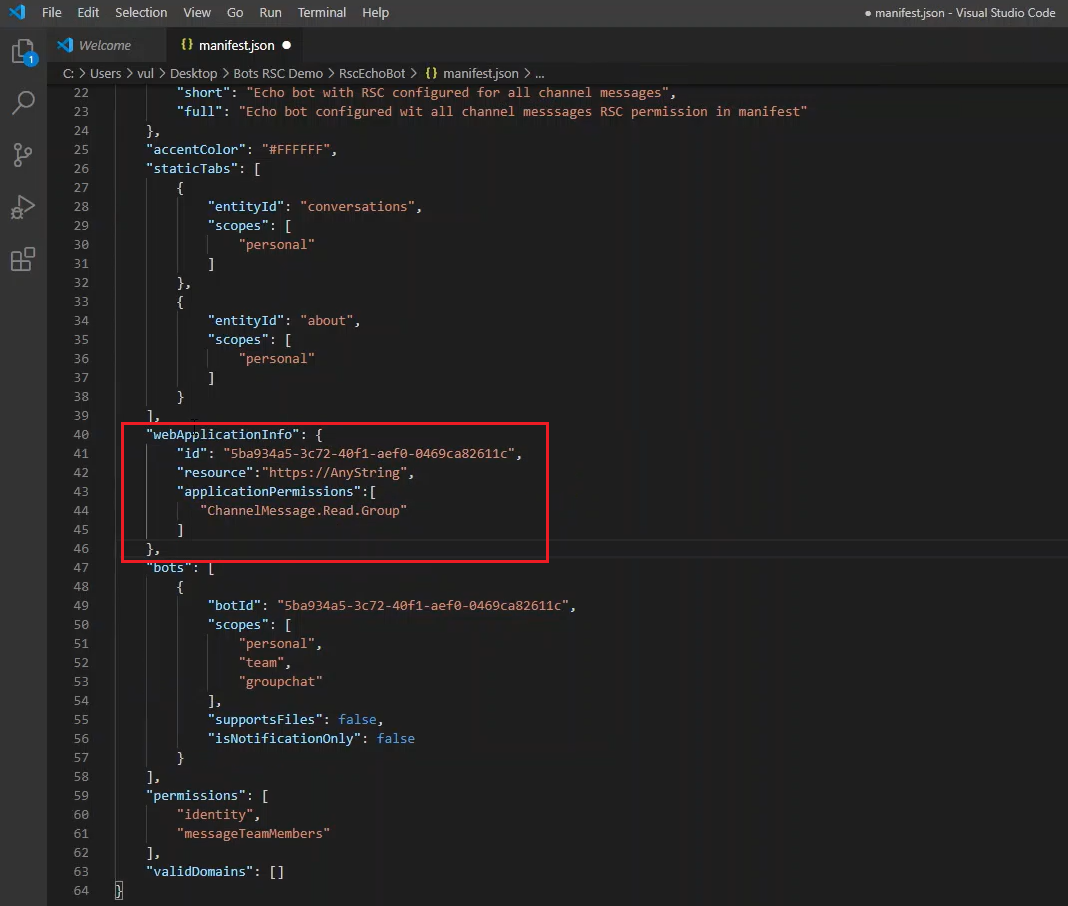 File Edit Selection View Go Run Terminal Help ● manifest.json - Visual Studio Code
1 Welcome {} manifest.json ●
C: > Users > vul > Desktop > Bots RSC Demo > RscEchoBot > {} manifest.json > ...
22 "short": "Echo bot with RSC configured for all channel messages",
23 "full": "Echo bot configured wit all channel messsages RSC permission in manifest"
24 },
25 "accentColor": "#FFFFFF",
26 "staticTabs": [
27 {
28 "entityId": "conversations",
29 "scopes": [
30 "personal"
31 ]
32 },
33 {
34 "entityId": "about",
35 "scopes": [
36 "personal"
37 ]
38 }
39 ],
40 "webApplicationInfo": {
41 "id": "5ba934a5-3c72-40f1-aef0-0469ca82611c",
42 "resource":"https://AnyString",
43 "applicationPermissions":[
44 "ChannelMessage.Read.Group"
45 ]
46 },
47 "bots": [
48 {
49 "botId": "5ba934a5-3c72-40f1-aef0-0469ca82611c",
50 "scopes": [
51 "personal",
52 "team",
53 "groupchat"
54 ],
55 "supportsFiles": false,
56 "isNotificationOnly": false
57 }
58 ],
59 "permissions": [
60 "identity",
61 "messageTeamMembers"
62 ],
63 "validDomains": []
64 }